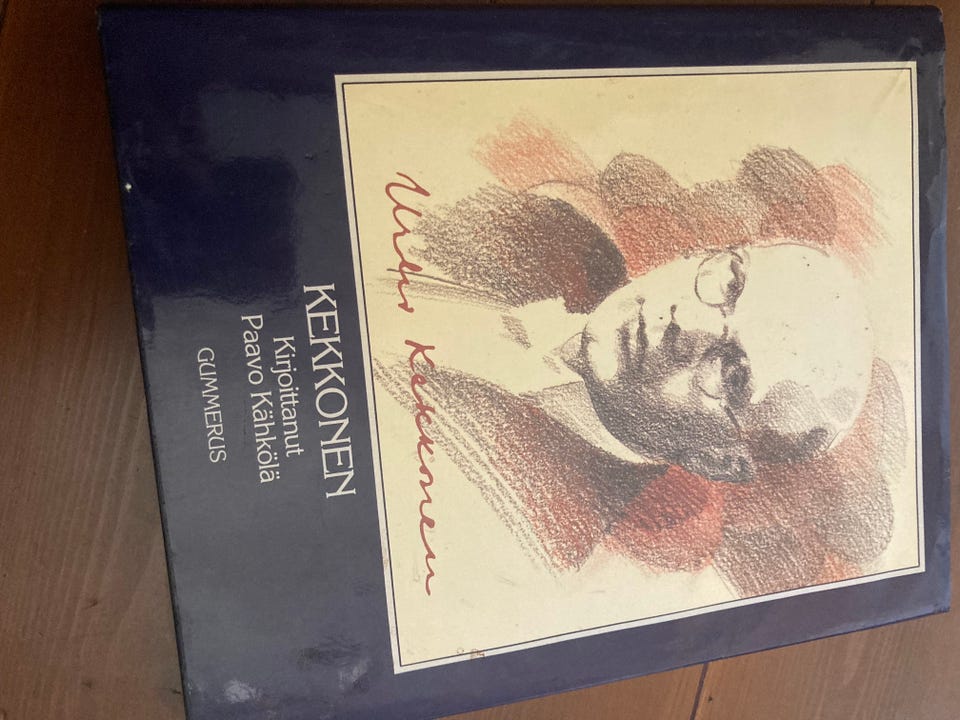 Urho Kekkonen
KEKKONEN
Kirjoittanut
Paavo Kähkölä
GUMMERUS